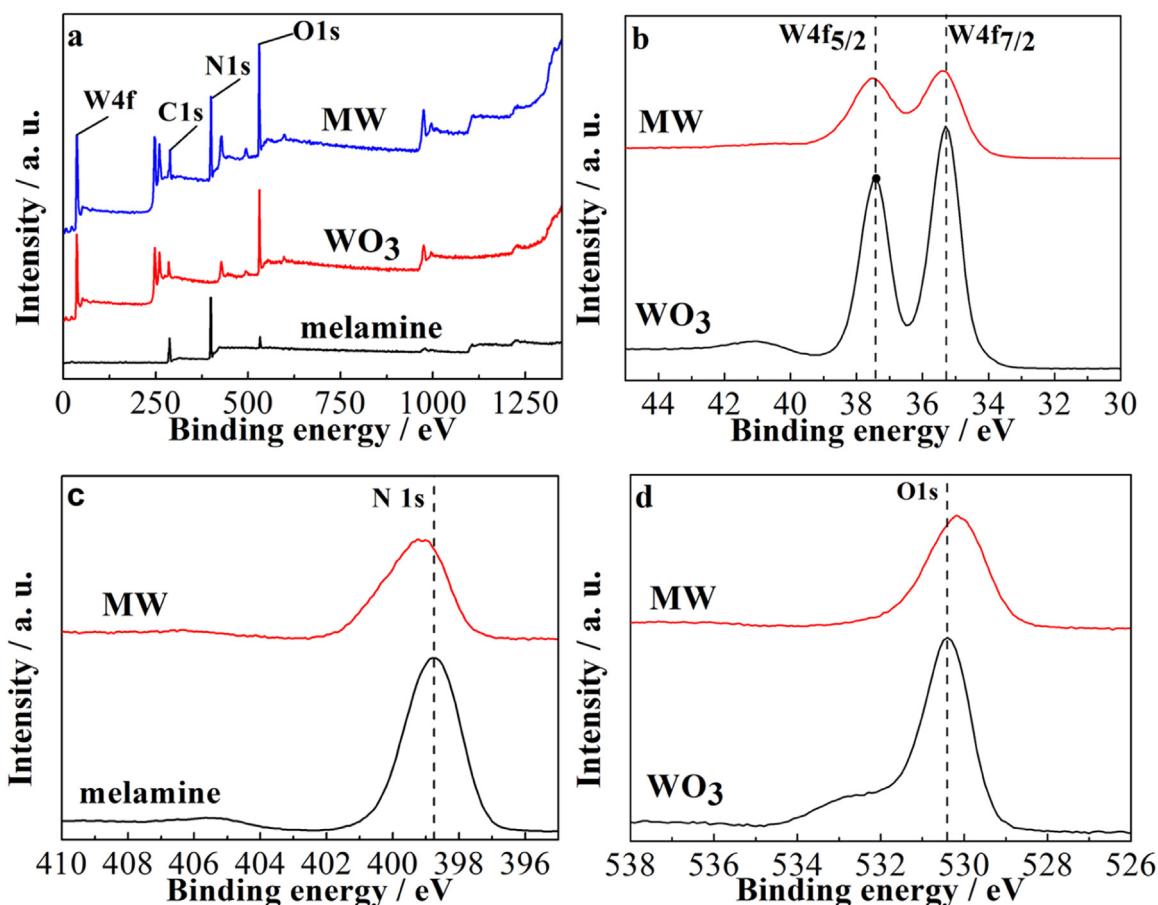 a
W4f
C1s
N1s
O1s
MW
WO3
melamine
Intensity / a. u.
0 250 500 750 1000 1250
Binding energy / eV
b
W4f5/2
W4f7/2
MW
WO3
Intensity / a. u.
44 42 40 38 36 34 32 30
Binding energy / eV
c
N 1s
MW
melamine
Intensity / a. u.
410 408 406 404 402 400 398 396
Binding energy / eV
d
O1s
MW
WO3
Intensity / a. u.
538 536 534 532 530 528 526
Binding energy / eV